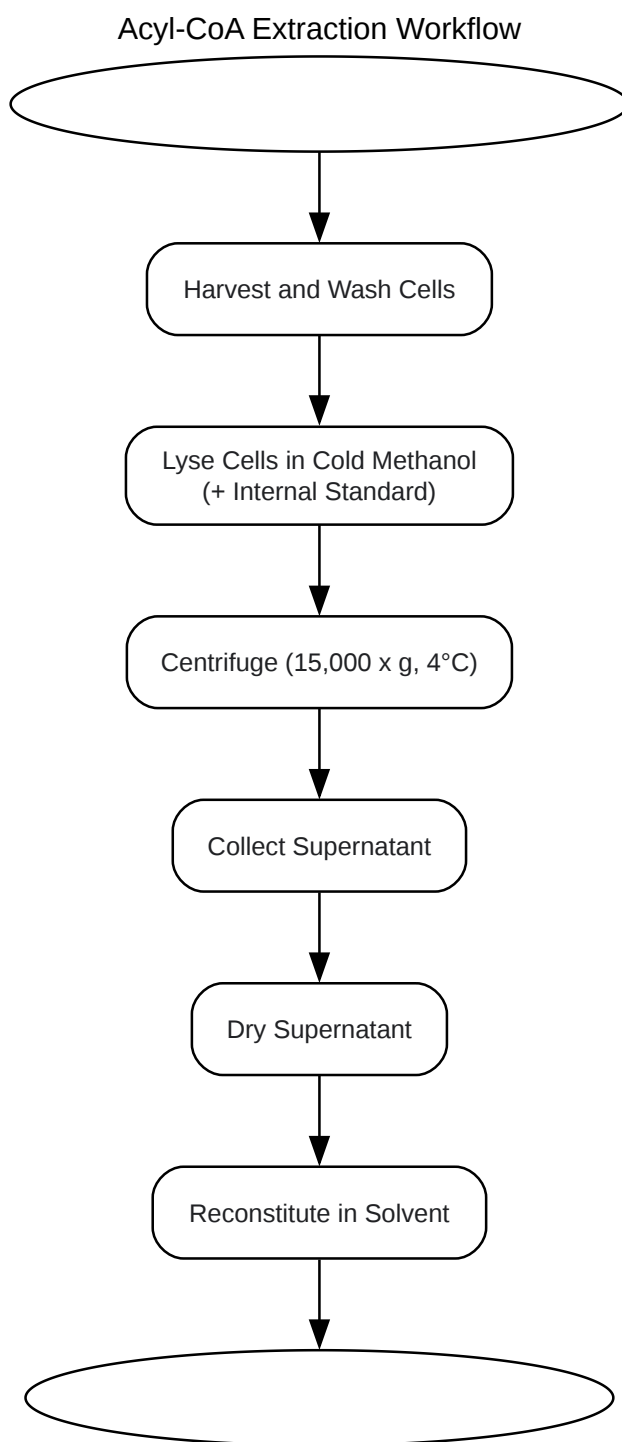 Acyl-CoA Extraction Workflow
Harvest and Wash Cells
Lyse Cells in Cold Methanol
(+ Internal Standard)
Centrifuge (15,000 x g, 4°C)
Collect Supernatant
Dry Supernatant
Reconstitute in Solvent